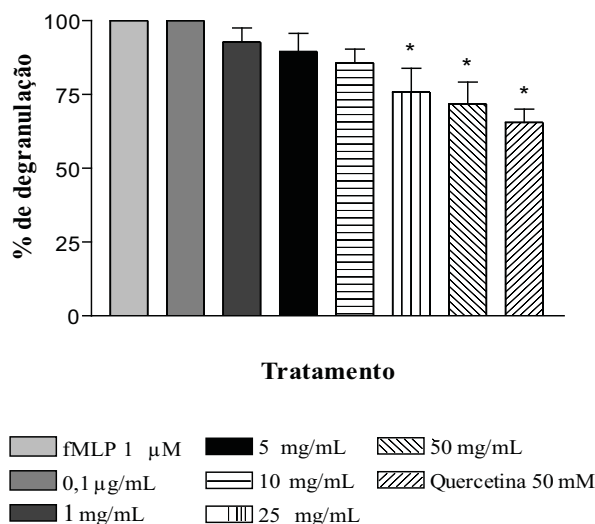 100
75
50
25
0
% de degranulação
* * *
Tratamento
fMLP 1 µM
0,1 µg/mL
1 mg/mL
5 mg/mL
10 mg/mL
25 mg/mL
50 mg/mL
Quercetina 50 mM